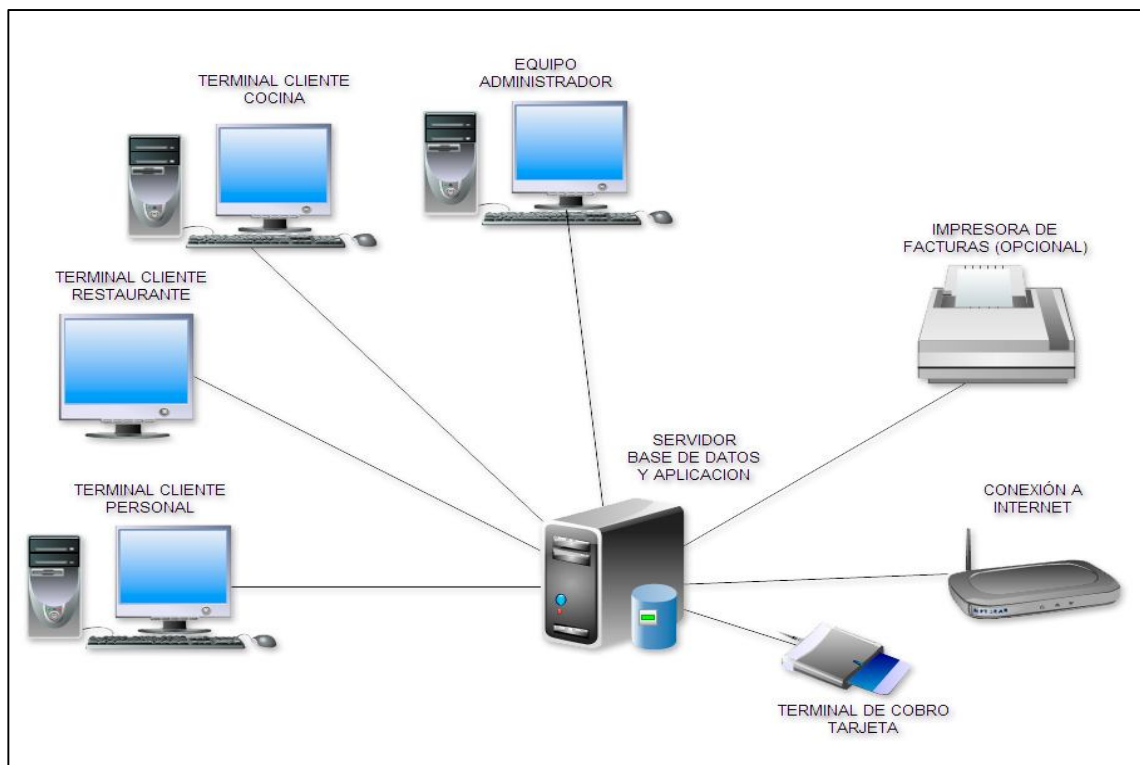 TERMINAL CLIENTE
COCINA
EQUIPO
ADMINISTRADOR
IMPRESORA DE
FACTURAS (OPCIONAL)
TERMINAL CLIENTE
RESTAURANTE
SERVIDOR
BASE DE DATOS
Y APLICACION
TERMINAL CLIENTE
PERSONAL
CONEXIÓN A
INTERNET
NETGEAR
TERMINAL DE COBRO
TARJETA